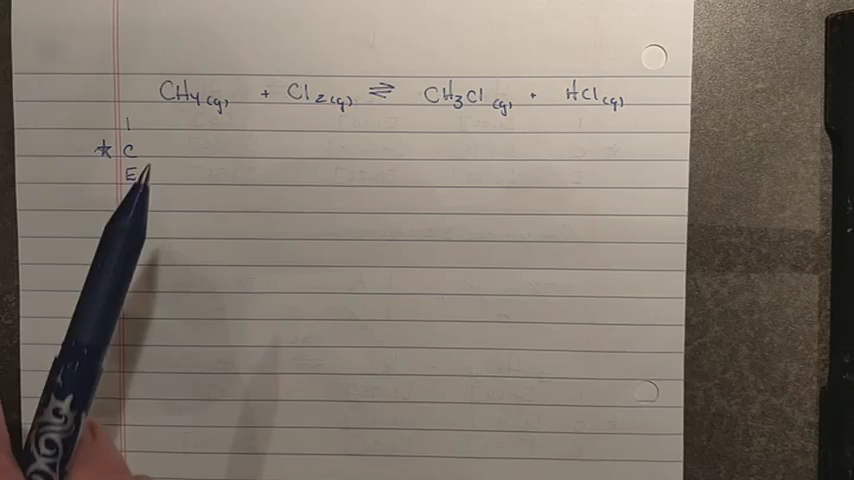 CH4(g) + Cl2(g) ⇌ CH3Cl(g) + HCl(g)
I
★ C
E